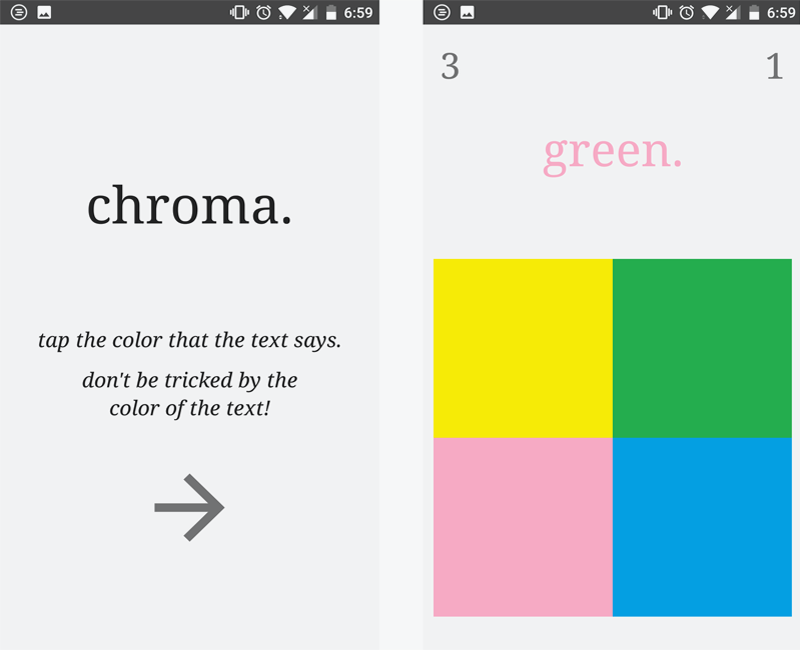 6:59
chroma.
tap the color that the text says.
don't be tricked by the
color of the text!
6:59
3 1
green.